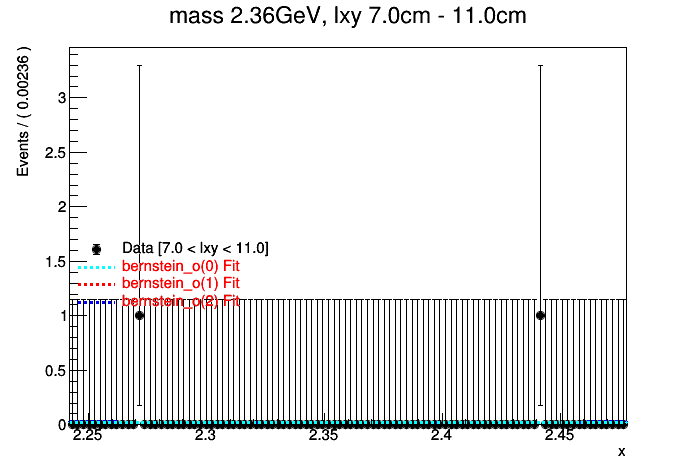 mass 2.36GeV, lxy 7.0cm - 11.0cm
Events / ( 0.00236 )
3
2.5
2
1.5
1
0.5
0
Data [7.0 < lxy < 11.0]
bernstein_o(0) Fit
bernstein_o(1) Fit
bernstein_o(2) Fit
2.25 2.3 2.35 2.4 2.45
x